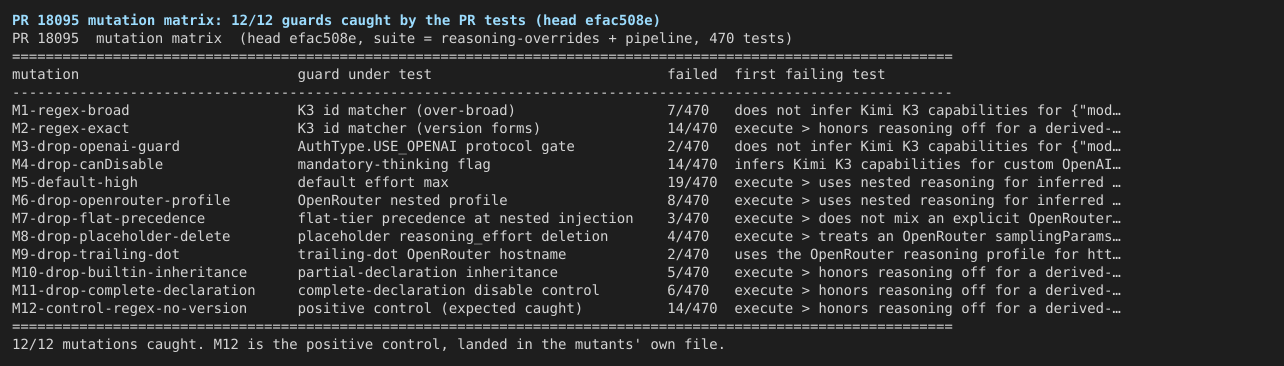 PR 18095 mutation matrix: 12/12 guards caught by the PR tests (head efac508e)
PR 18095  mutation matrix  (head efac508e, suite = reasoning-overrides + pipeline, 470 tests)
================================================================================================================
mutation                          guard under test                            failed  first failing test
----------------------------------------------------------------------------------------------------------------
M1-regex-broad                    K3 id matcher (over-broad)                  7/470   does not infer Kimi K3 capabilities for {"mod…
M2-regex-exact                    K3 id matcher (version forms)               14/470  execute > honors reasoning off for a derived-…
M3-drop-openai-guard              AuthType.USE_OPENAI protocol gate           2/470   does not infer Kimi K3 capabilities for {"mod…
M4-drop-canDisable                mandatory-thinking flag                     14/470  infers Kimi K3 capabilities for custom OpenAI…
M5-default-high                   default effort max                          19/470  execute > uses nested reasoning for inferred …
M6-drop-openrouter-profile        OpenRouter nested profile                   8/470   execute > uses nested reasoning for inferred …
M7-drop-flat-precedence           flat-tier precedence at nested injection    3/470   execute > does not mix an explicit OpenRouter…
M8-drop-placeholder-delete        placeholder reasoning_effort deletion       4/470   execute > treats an OpenRouter samplingParams…
M9-drop-trailing-dot              trailing-dot OpenRouter hostname            2/470   uses the OpenRouter reasoning profile for htt…
M10-drop-builtin-inheritance      partial-declaration inheritance             5/470   execute > honors reasoning off for a derived-…
M11-drop-complete-declaration     complete-declaration disable control        6/470   execute > honors reasoning off for a derived-…
M12-control-regex-no-version      positive control (expected caught)          14/470  execute > honors reasoning off for a derived-…
================================================================================================================
12/12 mutations caught. M12 is the positive control, landed in the mutants' own file.